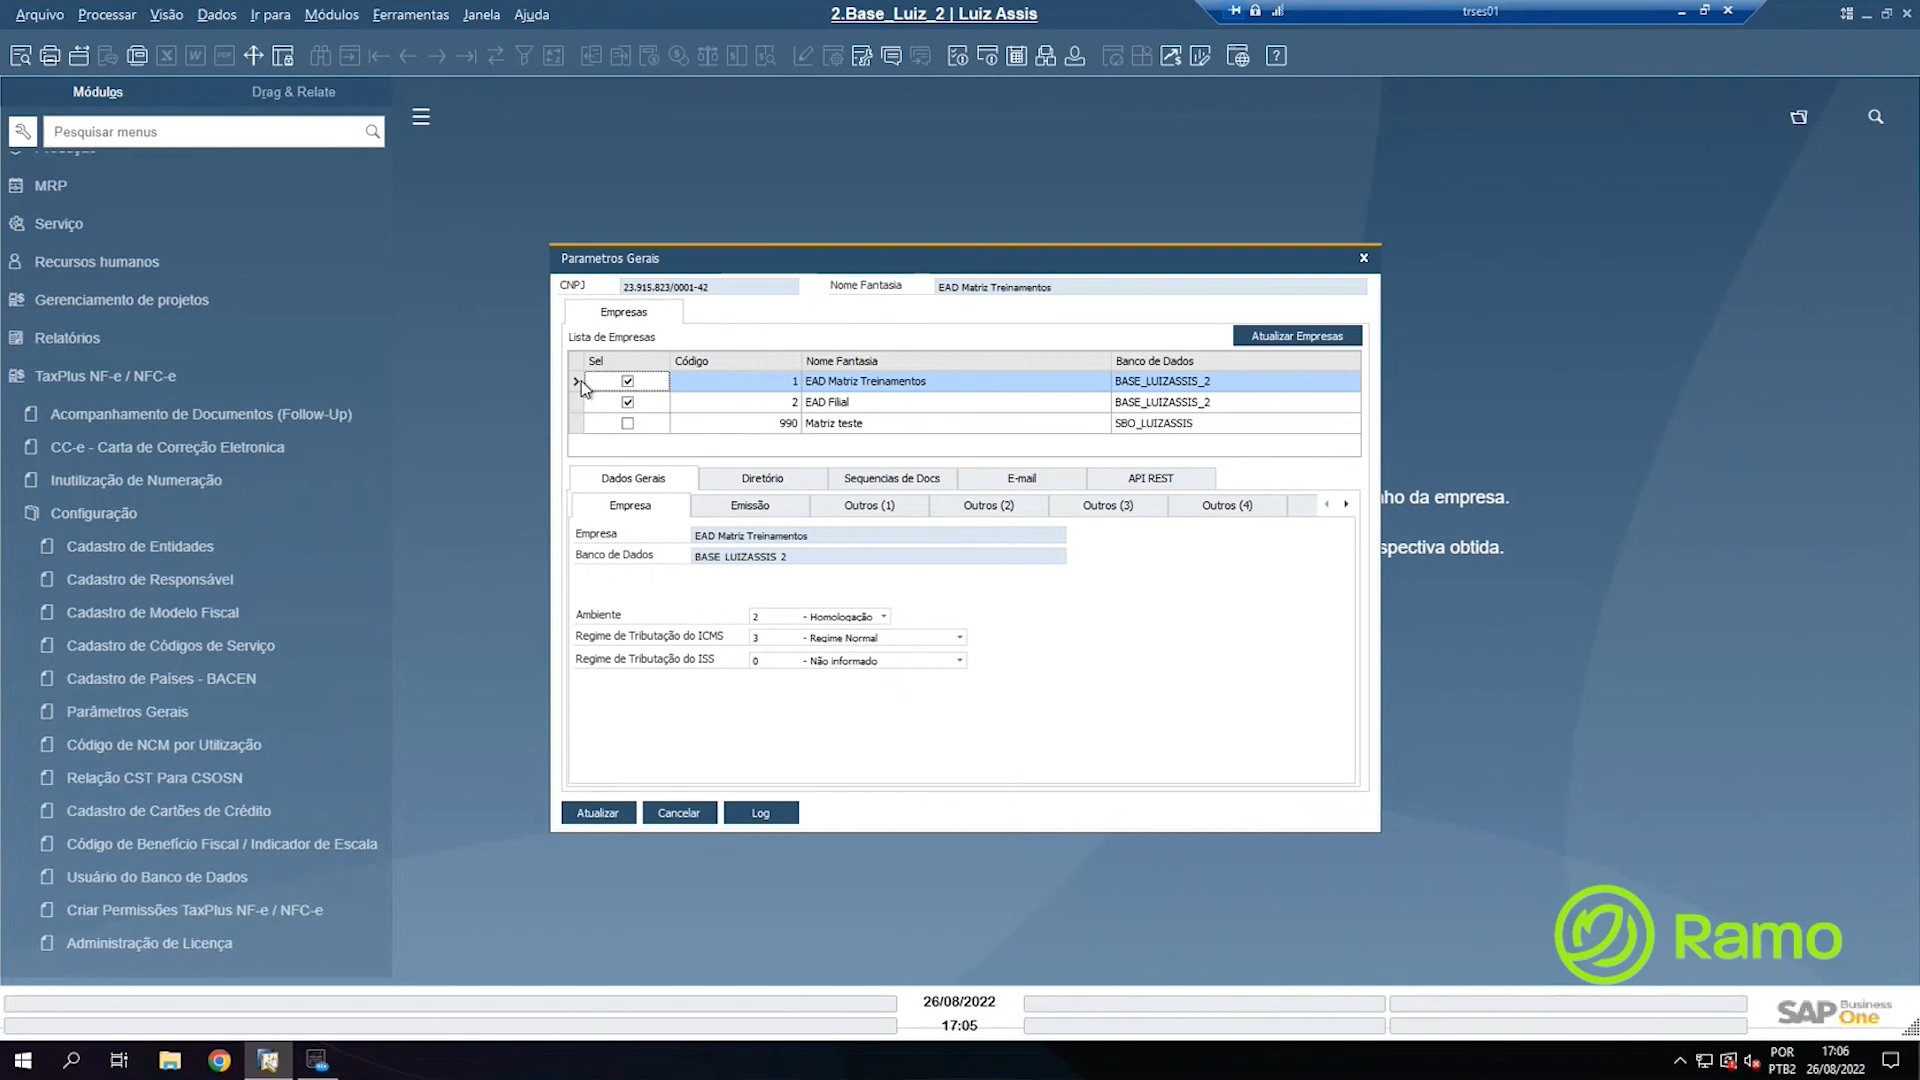 Arquivo Processar Visão Dados Ir para Módulos Ferramentas Janela Ajuda
2.Base_Luiz_2 | Luiz Assis
trses01
Módulos Drag & Relate
Pesquisar menus
MRP
Serviço
Recursos humanos
Gerenciamento de projetos
Relatórios
TaxPlus NF-e / NFC-e
Acompanhamento de Documentos (Follow-Up)
CC-e - Carta de Correção Eletronica
Inutilização de Numeração
Configuração
Cadastro de Entidades
Cadastro de Responsável
Cadastro de Modelo Fiscal
Cadastro de Códigos de Serviço
Cadastro de Países - BACEN
Parâmetros Gerais
Código de NCM por Utilização
Relação CST Para CSOSN
Cadastro de Cartões de Crédito
Código de Benefício Fiscal / Indicador de Escala
Usuário do Banco de Dados
Criar Permissões TaxPlus NF-e / NFC-e
Administração de Licença
Parametros Gerais
CNPJ 23.915.823/0001-42 Nome Fantasia EAD Matriz Treinamentos
Empresas
Lista de Empresas Atualizar Empresas
Sel Código Nome Fantasia Banco de Dados
1 EAD Matriz Treinamentos BASE_LUIZASSIS_2
2 EAD Filial BASE_LUIZASSIS_2
990 Matriz teste SBO_LUIZASSIS
Dados Gerais Diretório Sequencias de Docs E-mail API REST
Empresa Emissão Outros (1) Outros (2) Outros (3) Outros (4)
Empresa EAD Matriz Treinamentos
Banco de Dados BASE_LUIZASSIS_2
Ambiente 2 - Homologação
Regime de Tributação do ICMS 3 - Regime Normal
Regime de Tributação do ISS 0 - Não informado
Atualizar Cancelar Log
nho da empresa.
spectiva obtida.
Ramo
26/08/2022
17:05
SAP Business One
POR
PTB2
17:06
26/08/2022